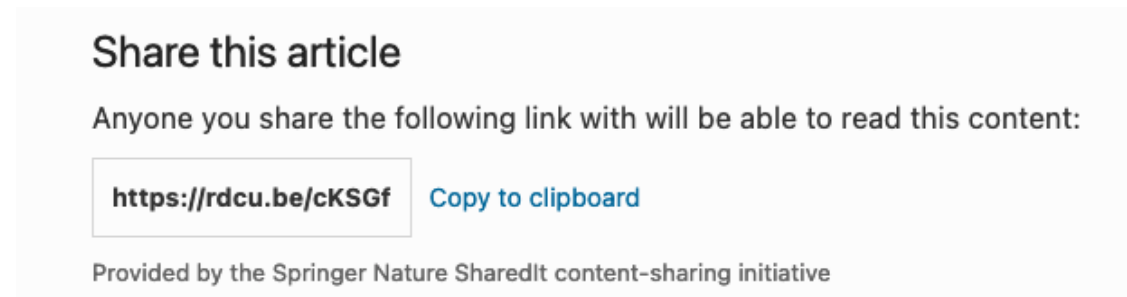 Share this article
Anyone you share the following link with will be able to read this content:
https://rdcu.be/cKSGf Copy to clipboard
Provided by the Springer Nature SharedIt content-sharing initiative